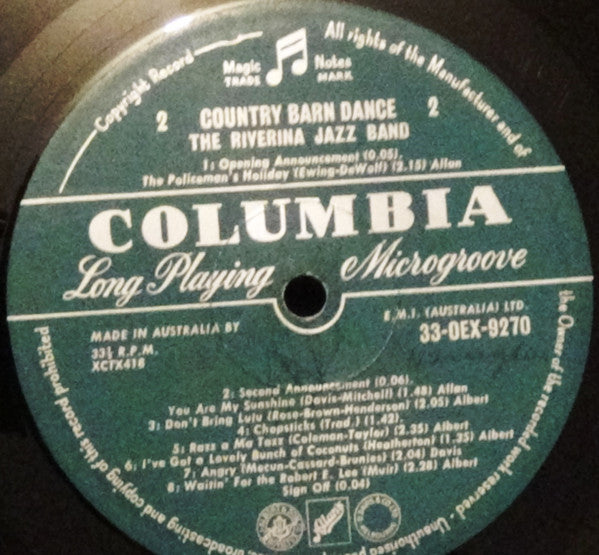 Copyright Record
All rights of the Manufacturer and of
the Owner of the recorded work reserved - Unauthorised
broadcasting and copying of this record prohibited
Magic Notes
TRADE MARK
2 COUNTRY BARN DANCE 2
THE RIVERINA JAZZ BAND
1: Opening Announcement (0.05).
The Policeman's Holiday (Ewing-DeWolf) (2.15) Allan
COLUMBIA
Long Playing Microgroove
MADE IN AUSTRALIA BY E.M.I. (AUSTRALIA) LTD.
33⅓ R.P.M. 33-OEX-9270
XCTX418
2: Second Announcement (0.06).
You Are My Sunshine (Davis-Mitchell) (1.48) Allan
3: Don't Bring Lulu (Rose-Brown-Henderson) (2.05) Albert
4: Chopsticks (Trad.) (1.42)
5: Razz a Ma Tazz (Coleman-Taylor) (2.35) Albert
6: I've Got a Lovely Bunch of Coconuts (Heatherton) (1.35) Albert
7: Angry (Mecun-Cassard-Brunies) (2.04) Davis
8: Waitin' For the Robert E. Lee (Muir) (2.28) Albert
Sign Off (0.04)